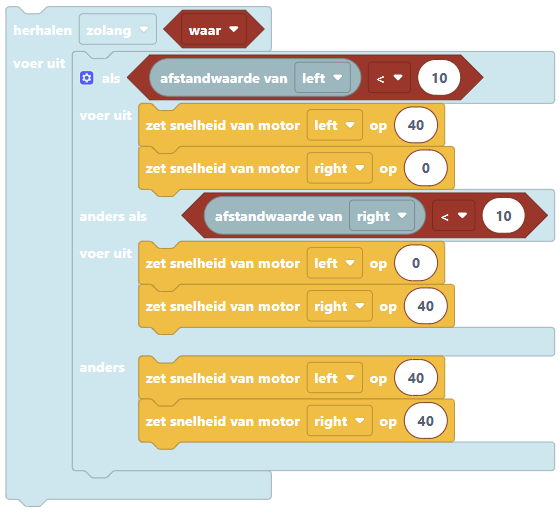 herhalen zolang waar
voer uit
als afstandwaarde van left < 10
voer uit
zet snelheid van motor left op 40
zet snelheid van motor right op 0
anders als afstandwaarde van right < 10
voer uit
zet snelheid van motor left op 0
zet snelheid van motor right op 40
anders
zet snelheid van motor left op 40
zet snelheid van motor right op 40